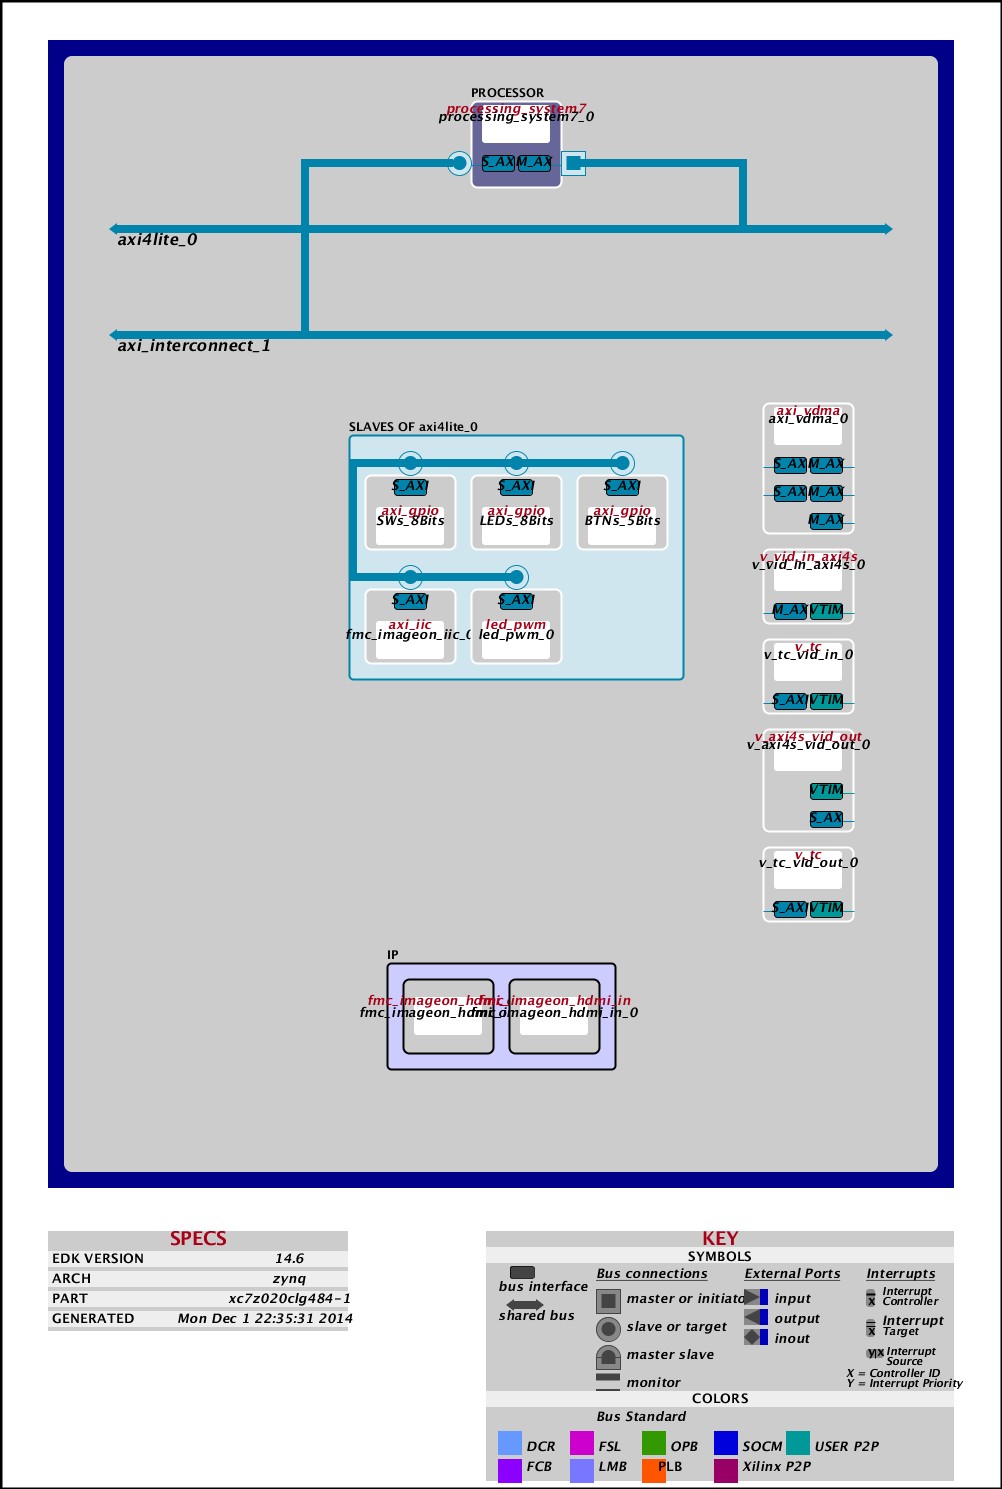 PROCESSOR
processing_system7
processing_system7_0
S_AX M_AX
axi4lite_0
axi_interconnect_1
axi_vdma
axi_vdma_0
S_AX M_AX
S_AX M_AX
M_AX
SLAVES OF axi4lite_0
S_AXI S_AXI S_AXI
axi_gpio axi_gpio axi_gpio
SWs_8Bits LEDs_8Bits BTNs_5Bits
v_vid_in_axi4s
v_vid_in_axi4s_0
M_AX VTIM
S_AXI S_AXI
axi_iic led_pwm
fmc_imageon_iic_0 led_pwm_0
v_tc
v_tc_vid_in_0
S_AXI VTIM
v_axi4s_vid_out
v_axi4s_vid_out_0
VTIM
S_AX
v_tc
v_tc_vid_out_0
S_AXI VTIM
IP
fmc_imageon_hdmi_in
fmc_imageon_hdmi_in_0
SPECS
EDK VERSION 14.6
ARCH zynq
PART xc7z020clg484-1
GENERATED Mon Dec 1 22:35:31 2014
KEY
SYMBOLS
bus interface
shared bus
Bus connections
master or initiato
slave or target
master slave
monitor
External Ports
input
output
inout
Interrupts
x Interrupt
Controller
x Interrupt
Target
y x Interrupt
Source
X = Controller ID
Y = Interrupt Priority
COLORS
Bus Standard
DCR FSL OPB SOCM USER P2P
FCB LMB PLB Xilinx P2P